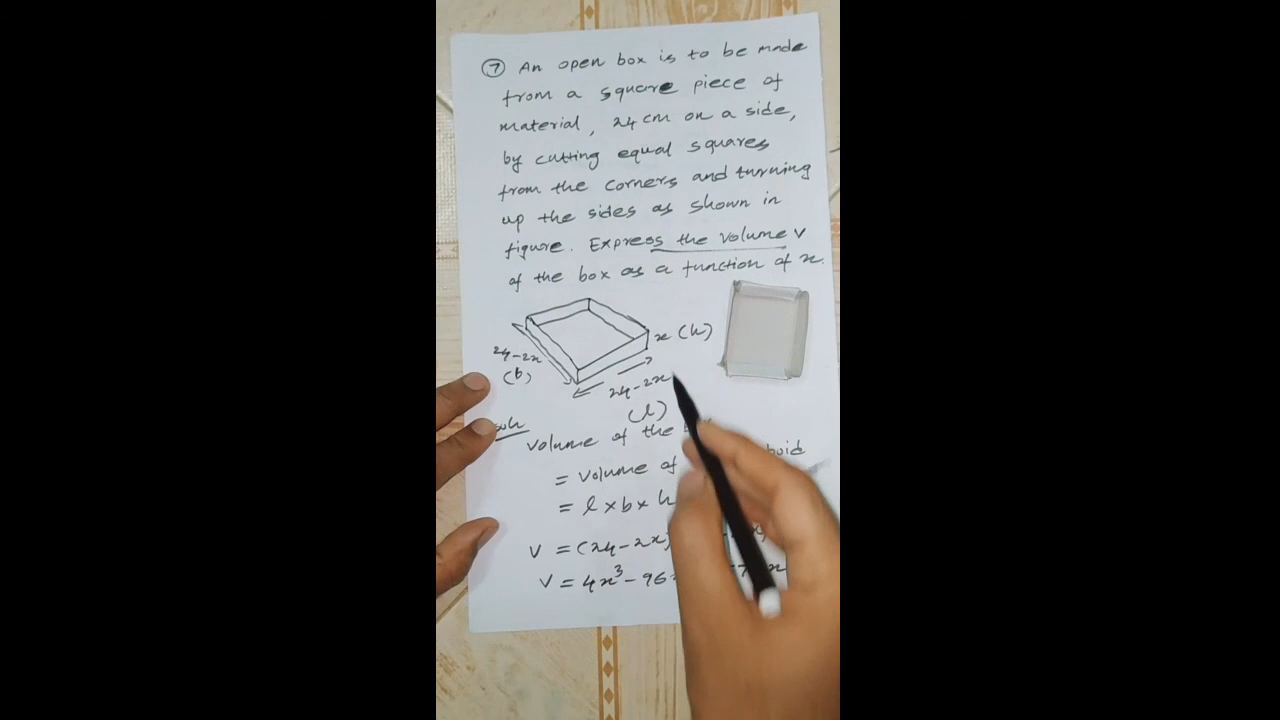 7 An open box is to be made
from a square piece of
material, 24 cm on a side,
by cutting equal squares
from the corners and turning
up the sides as shown in
figure. Express the volume V
of the box as a function of x.
x (h)
24-2x
(b)
24-2x
(l)
Soln
Volume of the
= Volume of
= l × b × h
V = (24-2x)
V = 4x³ - 96